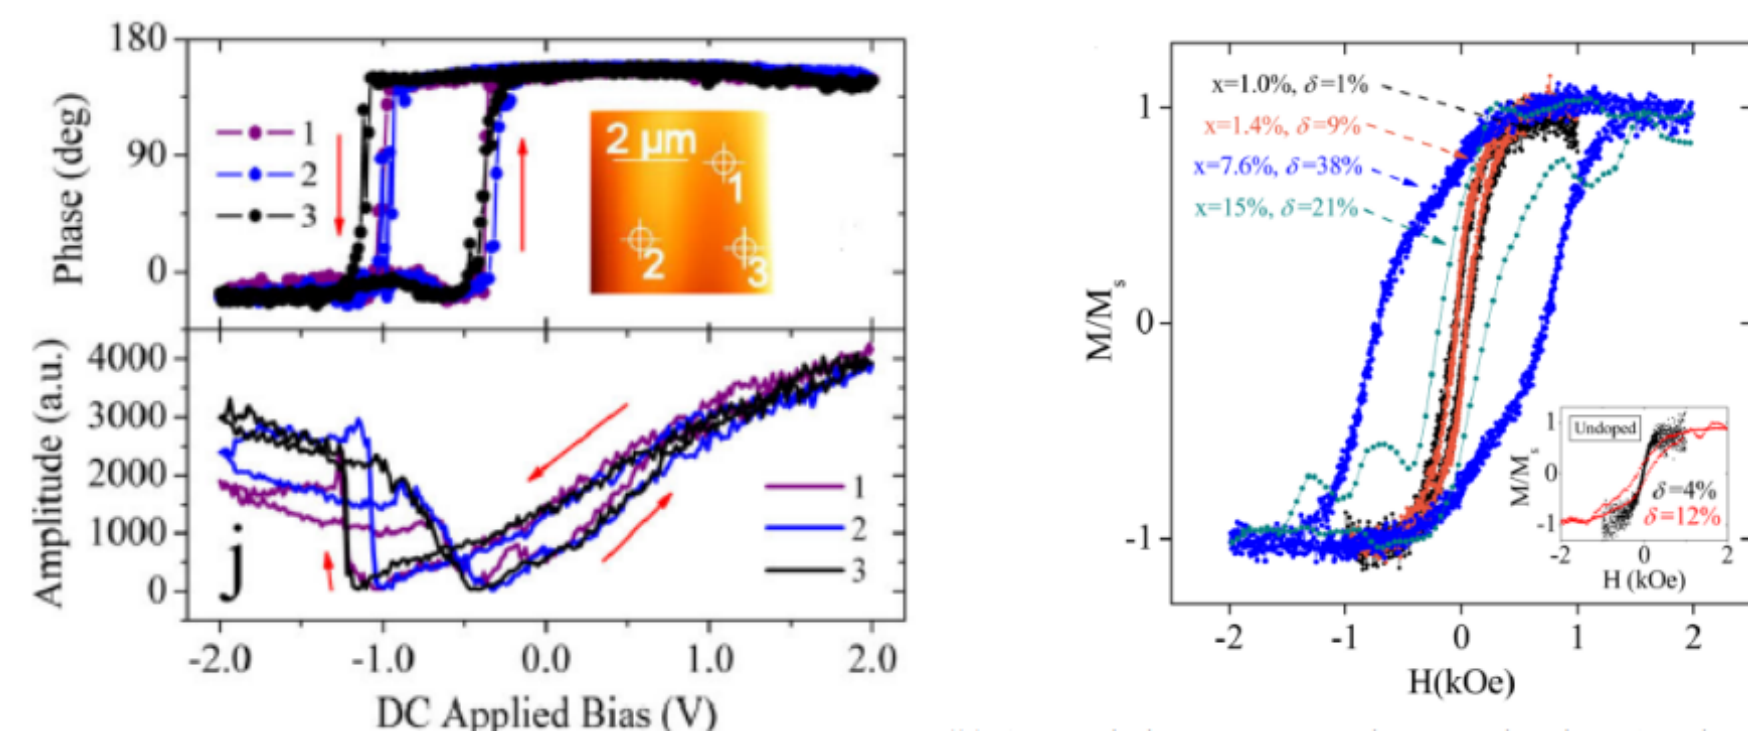 180
90
0
Phase (deg)
1
2
3
2 μm
1
2
3
4000
3000
2000
1000
0
Amplitude (a.u.)
j
1
2
3
-2.0
-1.0
0.0
1.0
2.0
DC Applied Bias (V)
x=1.0%, δ=1%
x=1.4%, δ=9%
x=7.6%, δ=38%
x=15%, δ=21%
1
0
-1
M/Ms
-2
-1
0
1
2
H(kOe)
Undoped
1
0
-1
M/Ms
δ=4%
δ=12%
-2
0
2
H (kOe)